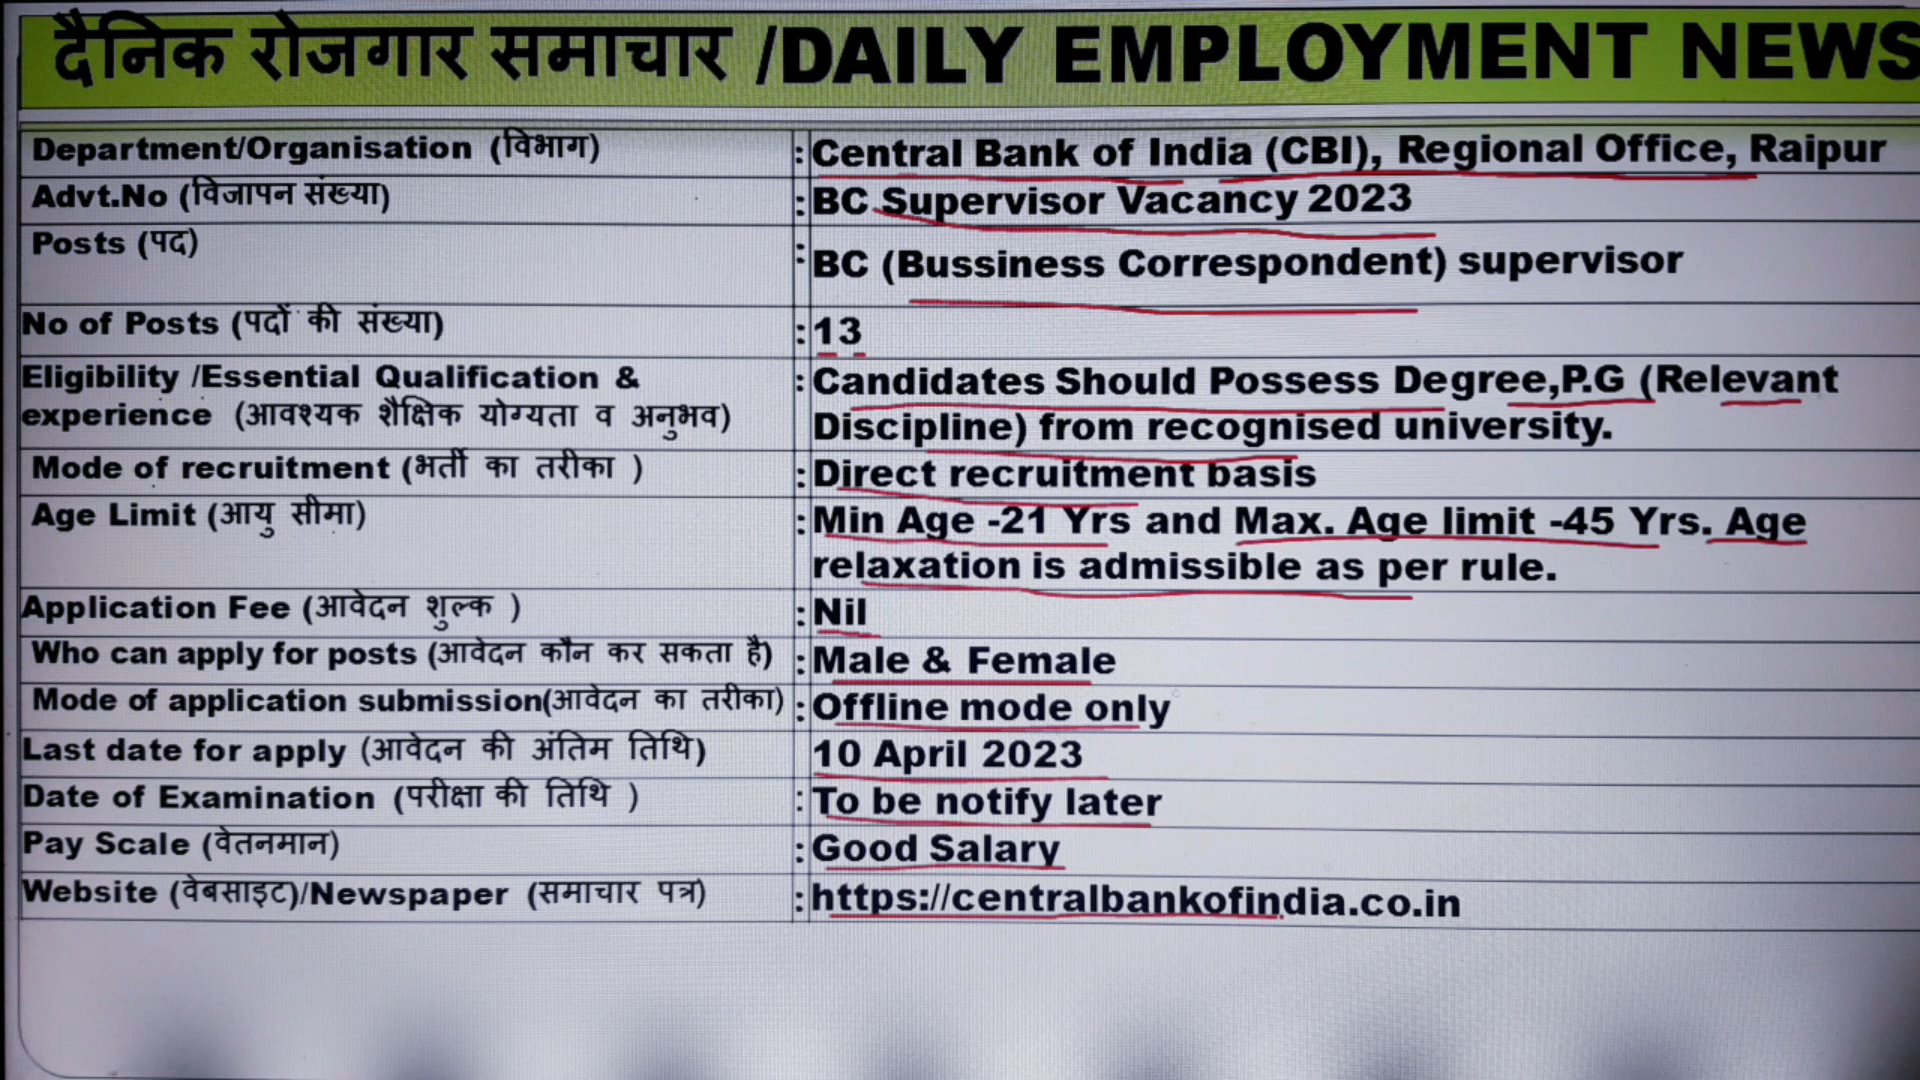 दैनिक रोजगार समाचार /DAILY EMPLOYMENT NEWS
Department/Organisation (विभाग) : Central Bank of India (CBI), Regional Office, Raipur
Advt.No (विज्ञापन संख्या) : BC Supervisor Vacancy 2023
Posts (पद) : BC (Bussiness Correspondent) supervisor
No of Posts (पदों की संख्या) : 13
Eligibility /Essential Qualification & : Candidates Should Possess Degree,P.G (Relevant
experience (आवश्यक शैक्षिक योग्यता व अनुभव) Discipline) from recognised university.
Mode of recruitment (भर्ती का तरीका ) : Direct recruitment basis
Age Limit (आयु सीमा) : Min Age -21 Yrs and Max. Age limit -45 Yrs. Age
relaxation is admissible as per rule.
Application Fee (आवेदन शुल्क ) : Nil
Who can apply for posts (आवेदन कौन कर सकता है) : Male & Female
Mode of application submission(आवेदन का तरीका) : Offline mode only
Last date for apply (आवेदन की अंतिम तिथि) 10 April 2023
Date of Examination (परीक्षा की तिथि ) : To be notify later
Pay Scale (वेतनमान) : Good Salary
Website (वेबसाइट)/Newspaper (समाचार पत्र) : https://centralbankofindia.co.in